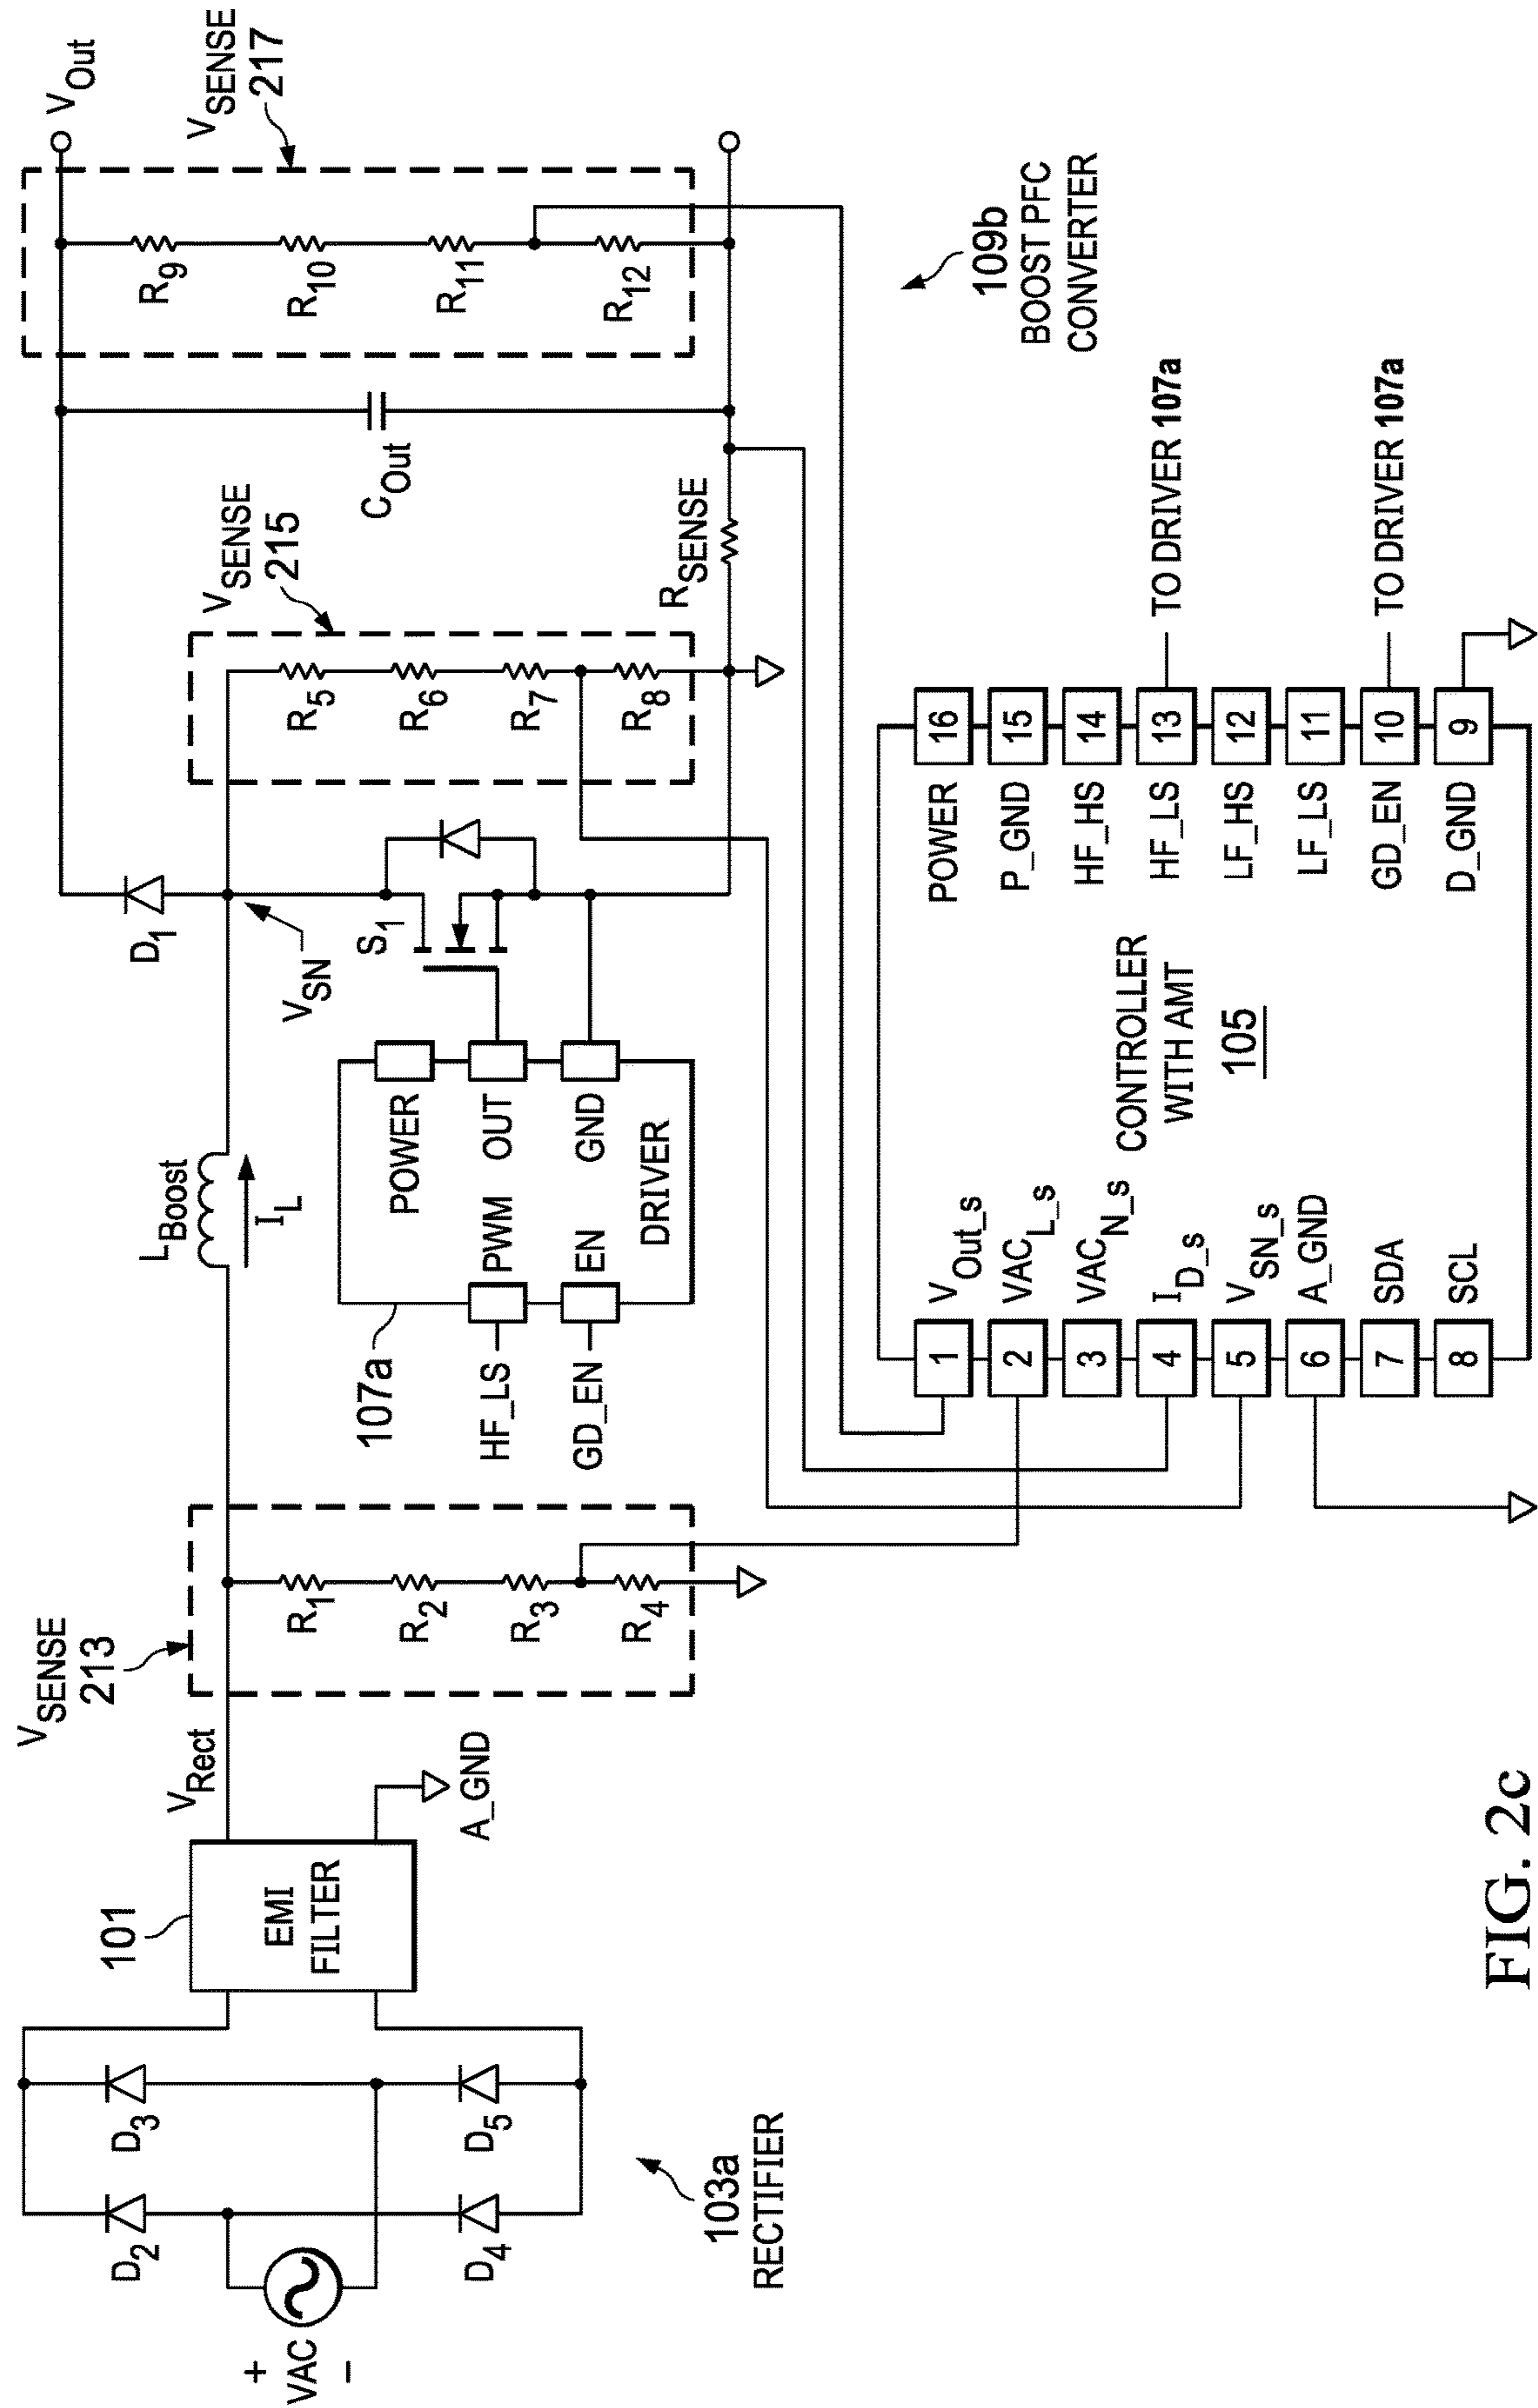 +
VAC
−
D2
D3
D4
D5
103a
RECTIFIER
101
EMI
FILTER
A_GND
VRect
VSENSE
213
R1
R2
R3
R4
LBoost
IL
107a
HF_LS
GD_EN
PWM
EN
POWER
OUT
GND
DRIVER
VSN
D1
S1
VSENSE
215
R5
R6
R7
R8
RSENSE
COut
VSENSE
217
R9
R10
R11
R12
VOut
109b
BOOST PFC
CONVERTER
1 VOut_s
2 VACL_s
3 VACN_s
4 ID_s
5 VSN_s
6 A_GND
7 SDA
8 SCL
CONTROLLER
WITH AMT
105
POWER 16
P_GND 15
HF_HS 14
HF_LS 13 TO DRIVER 107a
LF_HS 12
LF_LS 11
GD_EN 10 TO DRIVER 107a
D_GND 9
FIG. 2c